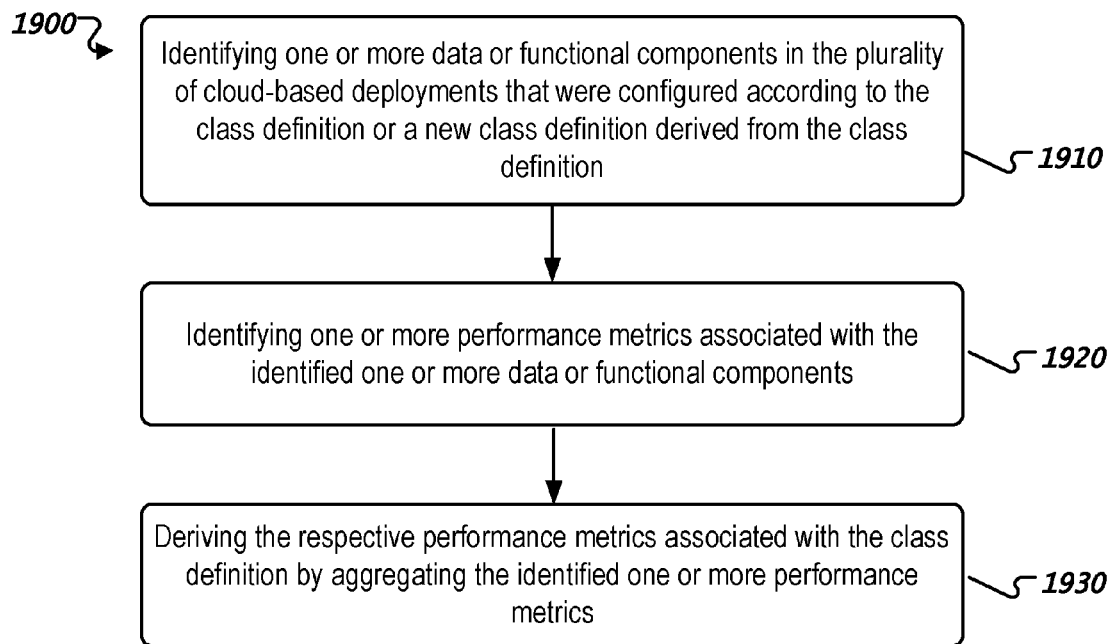 1900
Identifying one or more data or functional components in the plurality
of cloud-based deployments that were configured according to the
class definition or a new class definition derived from the class
definition
1910
Identifying one or more performance metrics associated with the
identified one or more data or functional components
1920
Deriving the respective performance metrics associated with the class
definition by aggregating the identified one or more performance
metrics
1930